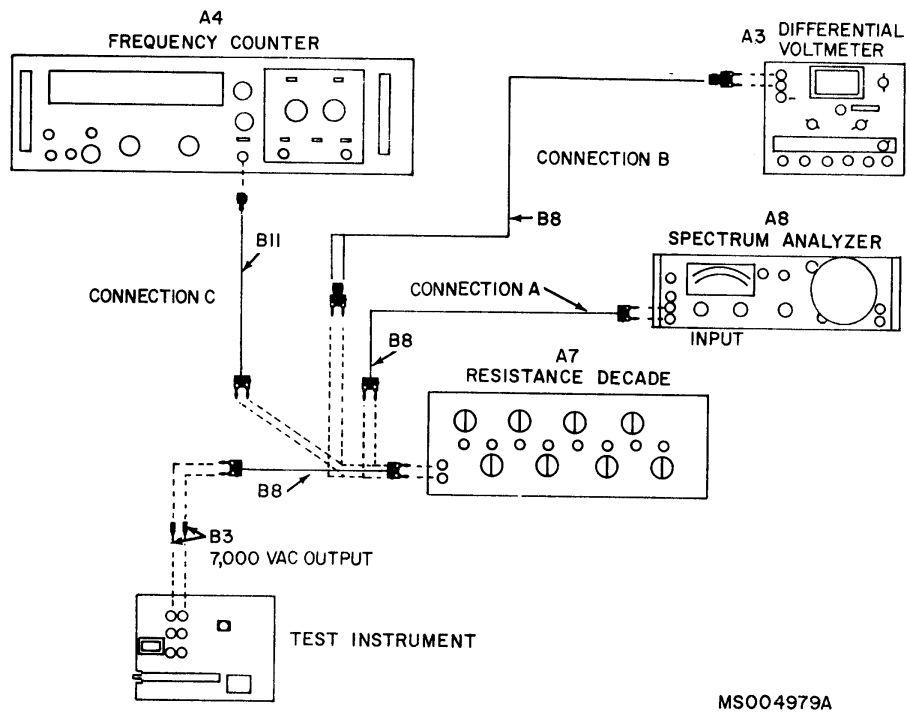 A4
FREQUENCY COUNTER
A3 DIFFERENTIAL
VOLTMETER
CONNECTION B
B8
A8
SPECTRUM ANALYZER
B11
CONNECTION C
CONNECTION A
INPUT
B8
A7
RESISTANCE DECADE
B8
B3
7,000 VAC OUTPUT
TEST INSTRUMENT
MS004979A